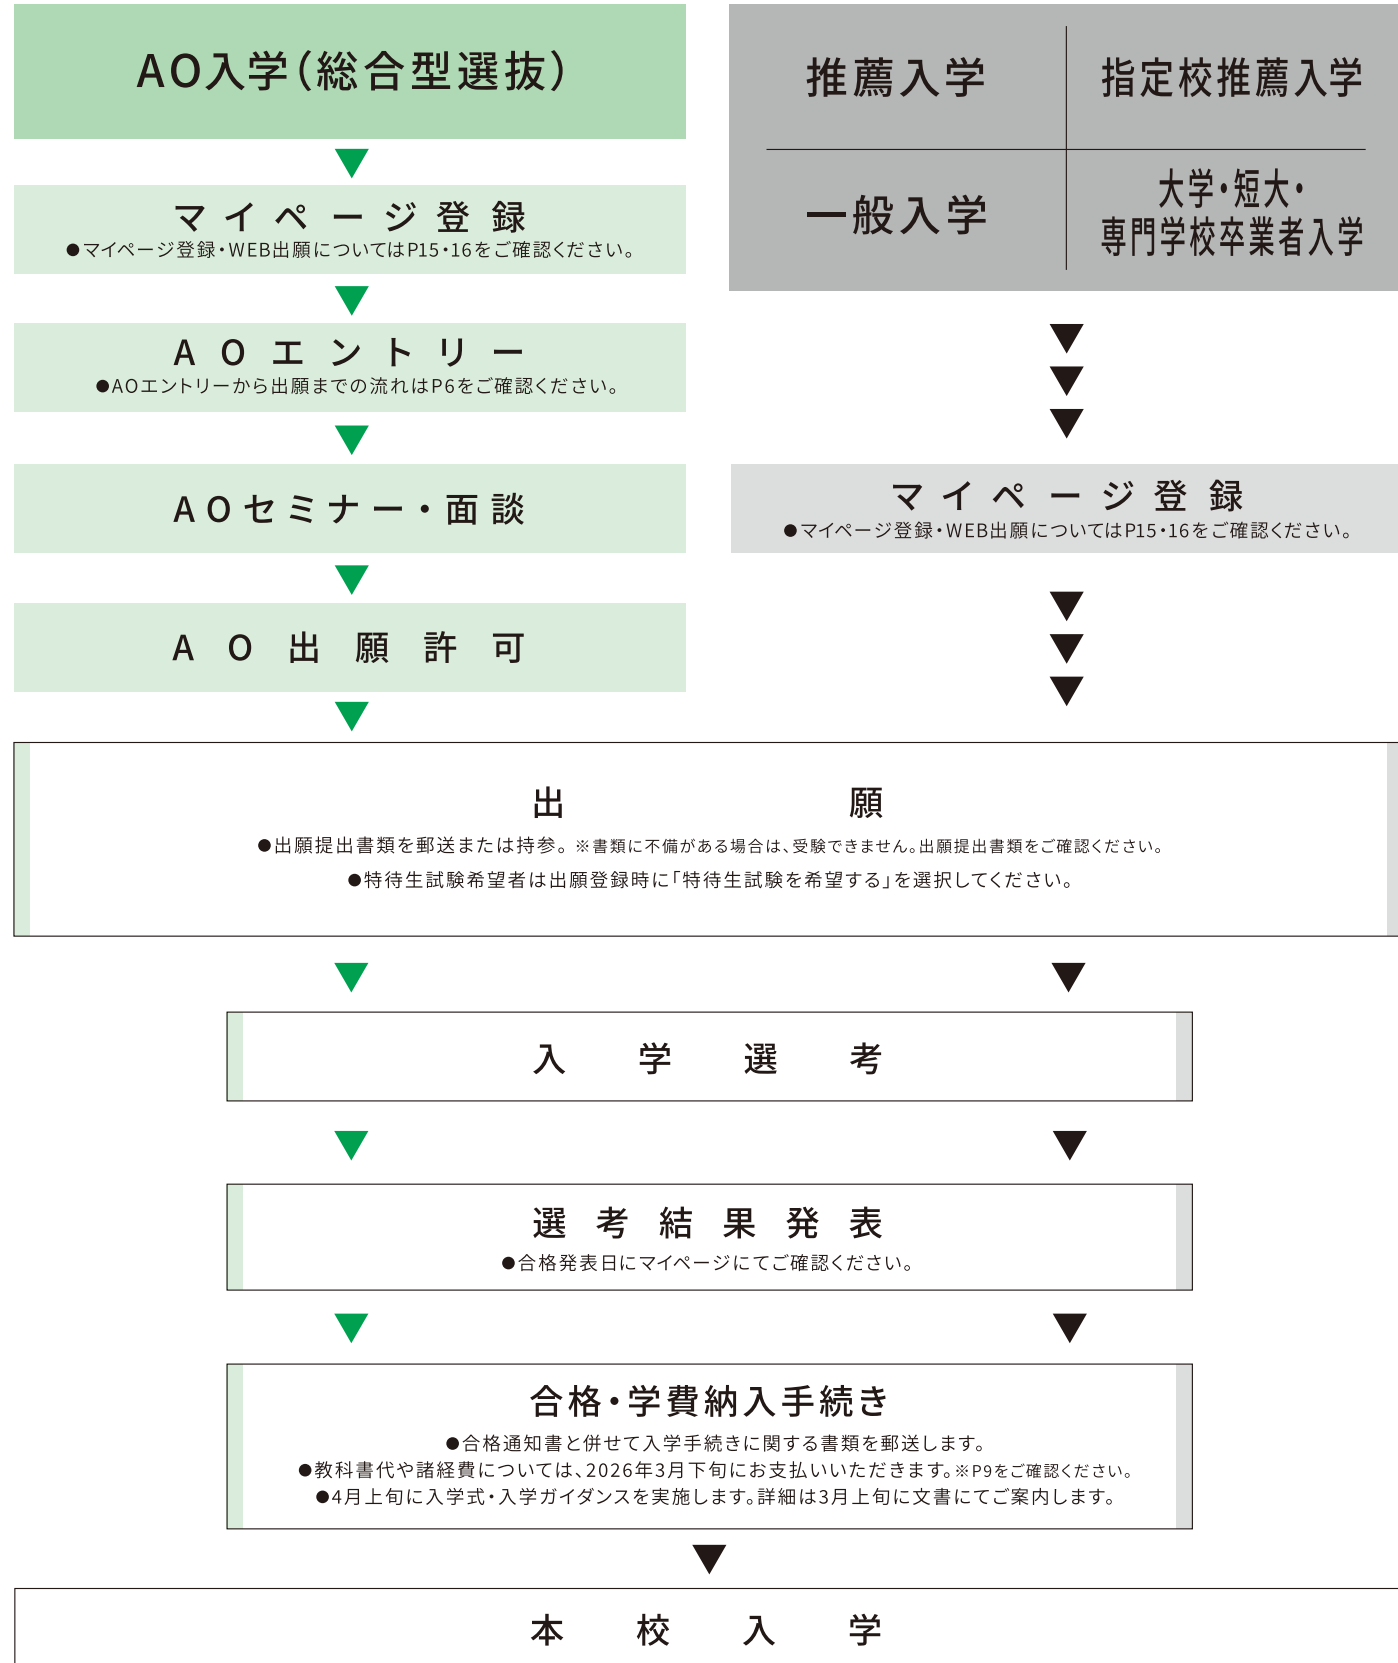 AO入学(総合型選抜)
マイページ登録
●マイページ登録・WEB出願についてはP15・16をご確認ください。
AOエントリー
●AOエントリーから出願までの流れはP6をご確認ください。
AOセミナー・面談
AO出願許可
推薦入学
指定校推薦入学
一般入学
大学・短大・
専門学校卒業者入学
マイページ登録
●マイページ登録・WEB出願についてはP15・16をご確認ください。
出願
●出願提出書類を郵送または持参。※書類に不備がある場合は、受験できません。出願提出書類をご確認ください。
●特待生試験希望者は出願登録時に「特待生試験を希望する」を選択してください。
入学選考
選考結果発表
●合格発表日にマイページにてご確認ください。
合格・学費納入手続き
●合格通知書と併せて入学手続きに関する書類を郵送します。
●教科書代や諸経費については、2026年3月下旬にお支払いいただきます。※P9をご確認ください。
●4月上旬に入学式・入学ガイダンスを実施します。詳細は3月上旬に文書にてご案内します。
本校入学